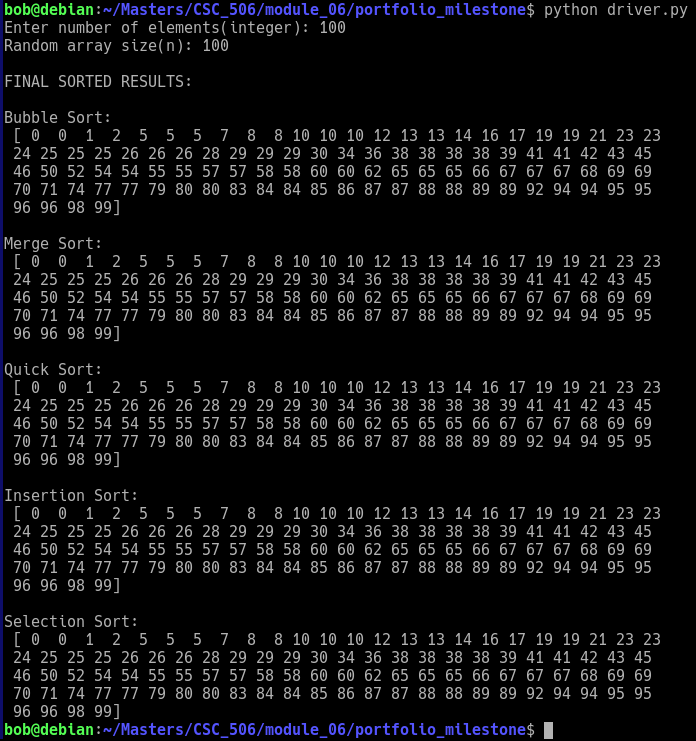 bob@debian:~/Masters/CSC_506/module_06/portfolio_milestone$ python driver.py
Enter number of elements(integer): 100
Random array size(n): 100
FINAL SORTED RESULTS:
Bubble Sort:
[ 0  0  1  2  5  5  5  7  8  8 10 10 10 12 13 13 14 16 17 19 19 21 23 23
24 25 25 25 26 26 26 28 29 29 29 30 34 36 38 38 38 38 39 41 41 42 43 45
46 50 52 54 54 55 55 57 57 58 58 60 60 62 65 65 65 66 67 67 67 68 69 69
70 71 74 77 77 79 80 80 83 84 84 85 86 87 87 88 88 89 89 92 94 94 95 95
96 96 98 99]
Merge Sort:
[ 0  0  1  2  5  5  5  7  8  8 10 10 10 12 13 13 14 16 17 19 19 21 23 23
24 25 25 25 26 26 26 28 29 29 29 30 34 36 38 38 38 38 39 41 41 42 43 45
46 50 52 54 54 55 55 57 57 58 58 60 60 62 65 65 65 66 67 67 67 68 69 69
70 71 74 77 77 79 80 80 83 84 84 85 86 87 87 88 88 89 89 92 94 94 95 95
96 96 98 99]
Quick Sort:
[ 0  0  1  2  5  5  5  7  8  8 10 10 10 12 13 13 14 16 17 19 19 21 23 23
24 25 25 25 26 26 26 28 29 29 29 30 34 36 38 38 38 38 39 41 41 42 43 45
46 50 52 54 54 55 55 57 57 58 58 60 60 62 65 65 65 66 67 67 67 68 69 69
70 71 74 77 77 79 80 80 83 84 84 85 86 87 87 88 88 89 89 92 94 94 95 95
96 96 98 99]
Insertion Sort:
[ 0  0  1  2  5  5  5  7  8  8 10 10 10 12 13 13 14 16 17 19 19 21 23 23
24 25 25 25 26 26 26 28 29 29 29 30 34 36 38 38 38 38 39 41 41 42 43 45
46 50 52 54 54 55 55 57 57 58 58 60 60 62 65 65 65 66 67 67 67 68 69 69
70 71 74 77 77 79 80 80 83 84 84 85 86 87 87 88 88 89 89 92 94 94 95 95
96 96 98 99]
Selection Sort:
[ 0  0  1  2  5  5  5  7  8  8 10 10 10 12 13 13 14 16 17 19 19 21 23 23
24 25 25 25 26 26 26 28 29 29 29 30 34 36 38 38 38 38 39 41 41 42 43 45
46 50 52 54 54 55 55 57 57 58 58 60 60 62 65 65 65 66 67 67 67 68 69 69
70 71 74 77 77 79 80 80 83 84 84 85 86 87 87 88 88 89 89 92 94 94 95 95
96 96 98 99]
bob@debian:~/Masters/CSC_506/module_06/portfolio_milestone$